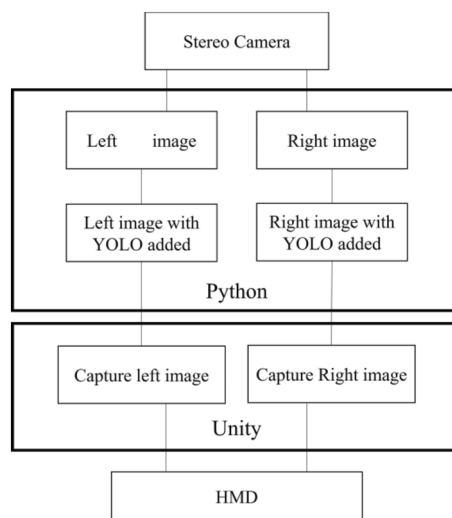 Stereo Camera
Left image
Right image
Left image with
YOLO added
Right image with
YOLO added
Python
Capture left image
Capture Right image
Unity
HMD